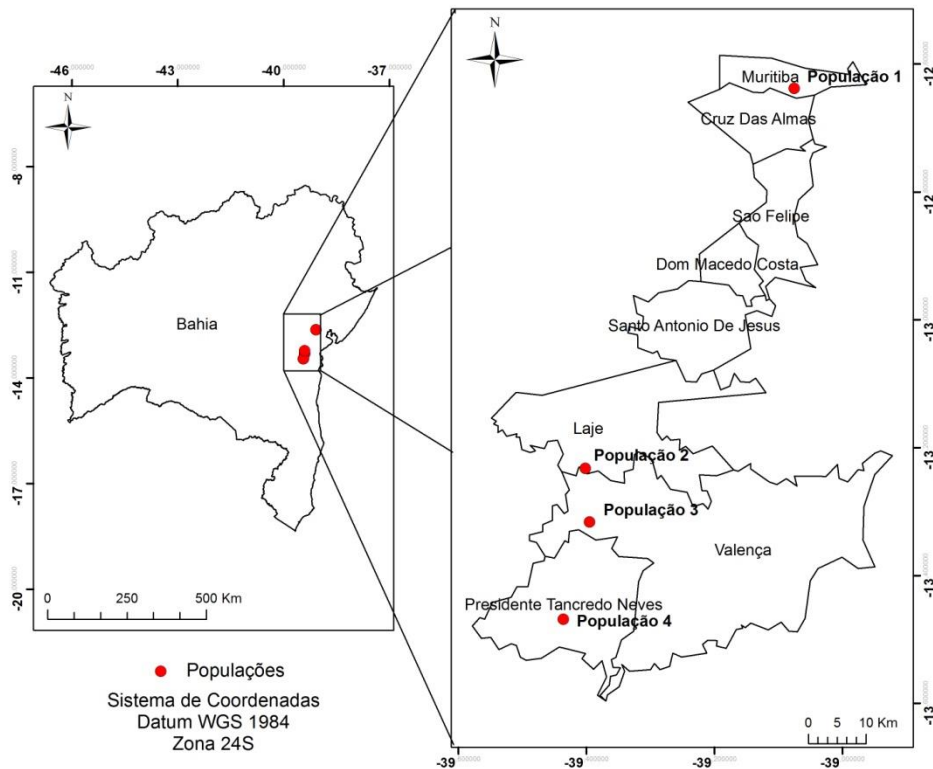 -46 -43 -40 -37
N
-8
-11
-14
-17
-20
Bahia
0 250 500 Km
Populações
Sistema de Coordenadas
Datum WGS 1984
Zona 24S
N
Muritiba População 1
Cruz Das Almas
Sao Felipe
Dom Macedo Costa
Santo Antonio De Jesus
Laje
População 2
População 3
Valença
Presidente Tancredo Neves
População 4
0 5 10 Km
-12
-12
-13
-13
-13
-13
-39 -39 -39 -39